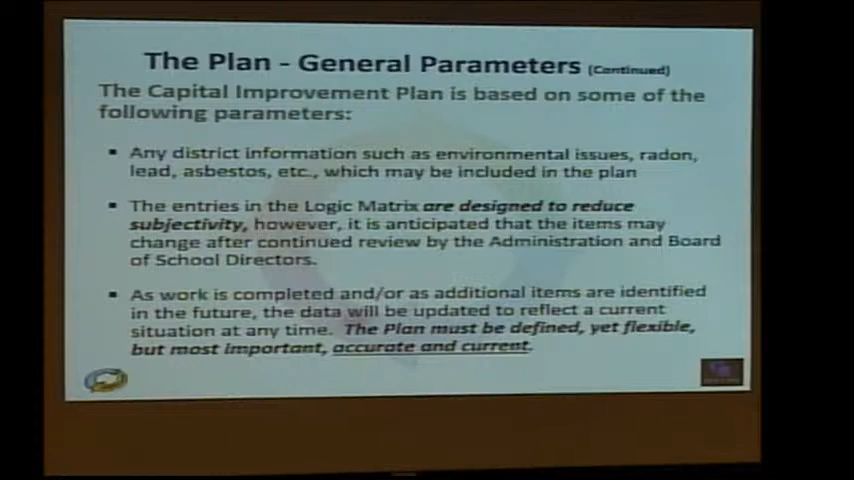 The Plan - General Parameters (Continued)
The Capital Improvement Plan is based on some of the
following parameters:
▪ Any district information such as environmental issues, radon,
lead, asbestos, etc., which may be included in the plan
▪ The entries in the Logic Matrix are designed to reduce
subjectivity, however, it is anticipated that the items may
change after continued review by the Administration and Board
of School Directors.
▪ As work is completed and/or as additional items are identified
in the future, the data will be updated to reflect a current
situation at any time. The Plan must be defined, yet flexible,
but most important, accurate and current.